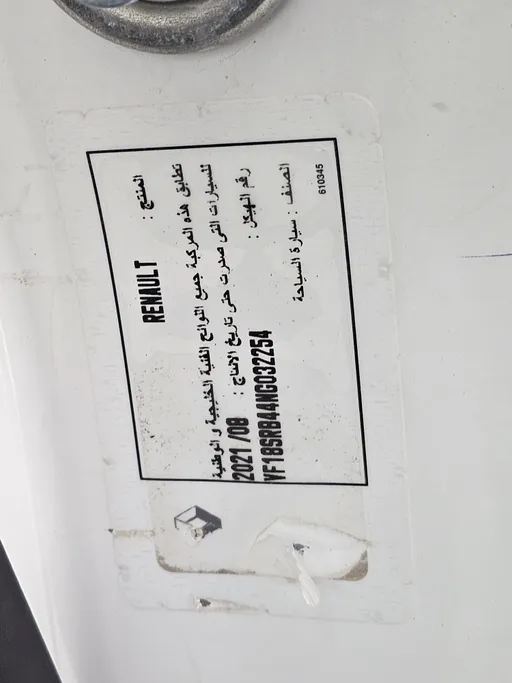 المنتج : RENAULT
تطابق هذه المركبة جميع اللوائح الفنية الخليجية و الوطنية
للسيارات التي صدرت حتى تاريخ الانتاج : 2021/08
رقم الهيكل : VF18SRB44NG032254
الصنف : سيارة السياحة
610345